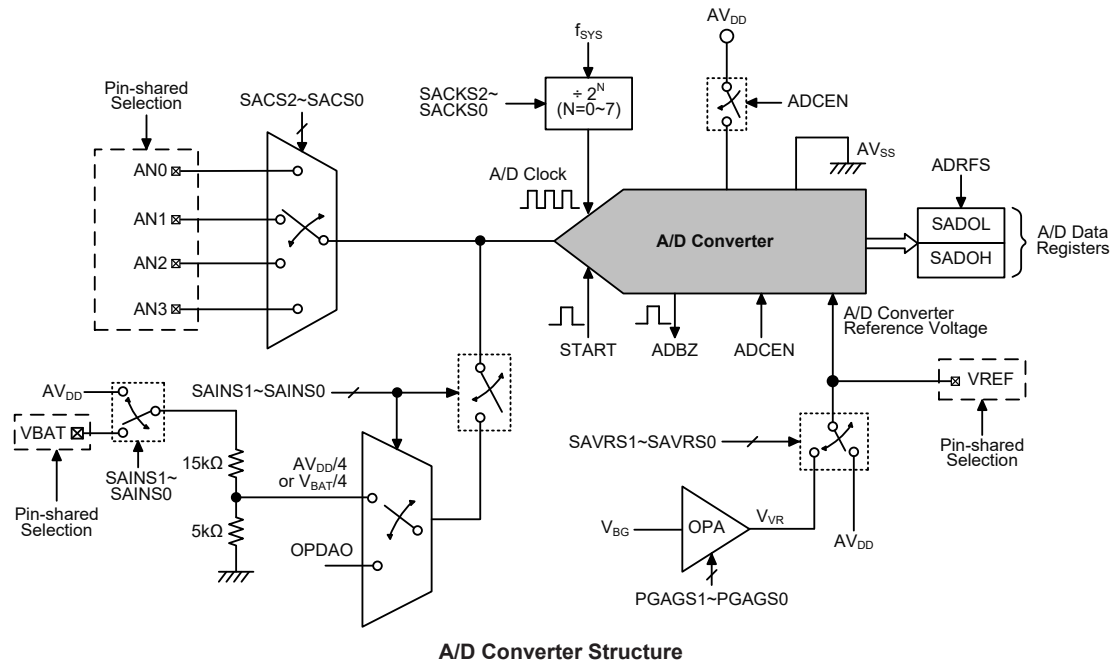 AV_DD
f_SYS
Pin-shared
Selection
SACS2~SACS0
SACKS2~
SACKS0
÷ 2^N
(N=0~7)
ADCEN
AV_SS
AN0
AN1
AN2
AN3
A/D Clock
A/D Converter
ADRFS
SADOL
SADOH
A/D Data
Registers
START
ADBZ
ADCEN
A/D Converter
Reference Voltage
AV_DD
VBAT
SAINS1~
SAINS0
Pin-shared
Selection
SAINS1~SAINS0
15kΩ
5kΩ
AV_DD/4
or V_BAT/4
OPDAO
SAVRS1~SAVRS0
VREF
Pin-shared
Selection
V_BG
OPA
V_VR
AV_DD
PGAGS1~PGAGS0
A/D Converter Structure